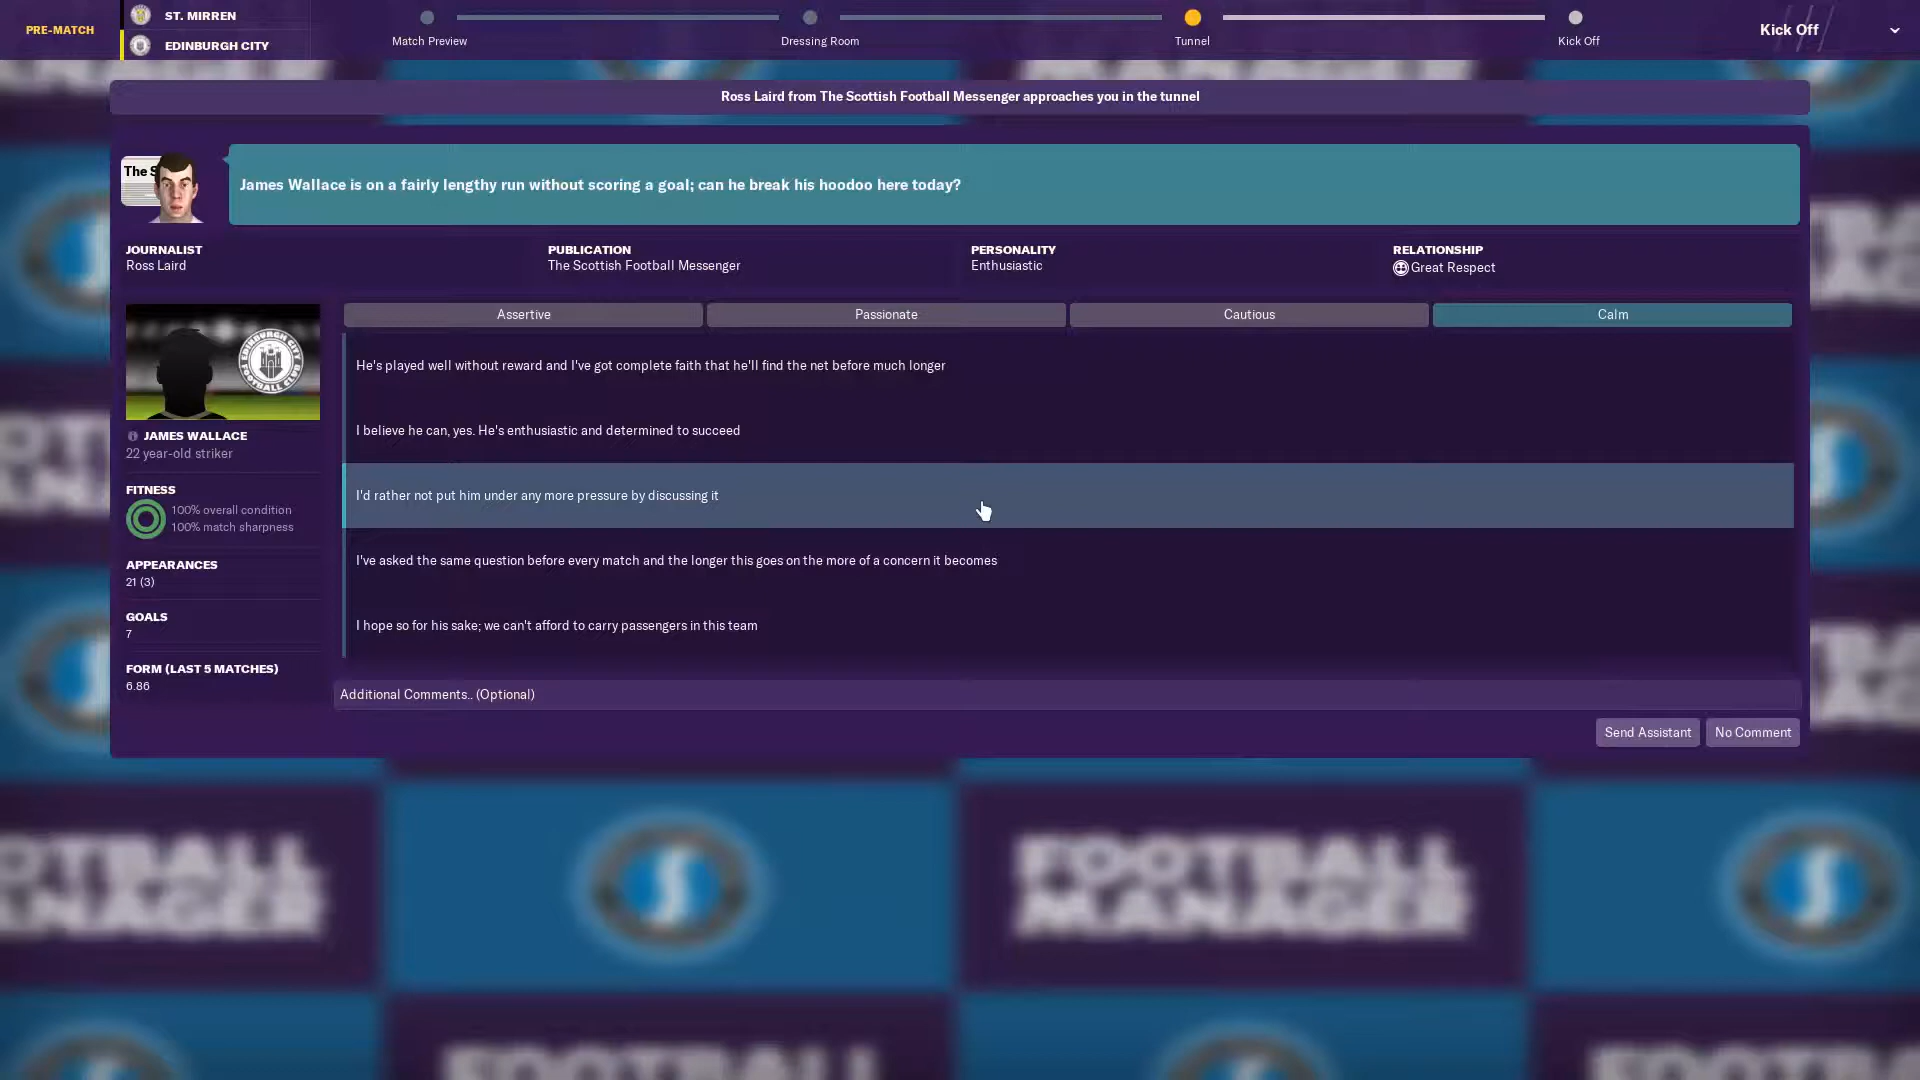 PRE-MATCH
ST. MIRREN
EDINBURGH CITY
Match Preview
Dressing Room
Tunnel
Kick Off
Kick Off
Ross Laird from The Scottish Football Messenger approaches you in the tunnel
The S
James Wallace is on a fairly lengthy run without scoring a goal; can he break his hoodoo here today?
JOURNALIST
Ross Laird
PUBLICATION
The Scottish Football Messenger
PERSONALITY
Enthusiastic
RELATIONSHIP
Great Respect
Assertive
Passionate
Cautious
Calm
EDINBURGH CITY
FOOTBALL CLUB
JAMES WALLACE
22 year-old striker
FITNESS
100% overall condition
100% match sharpness
APPEARANCES
21 (3)
GOALS
7
FORM (LAST 5 MATCHES)
6.86
He's played well without reward and I've got complete faith that he'll find the net before much longer
I believe he can, yes. He's enthusiastic and determined to succeed
I'd rather not put him under any more pressure by discussing it
I've asked the same question before every match and the longer this goes on the more of a concern it becomes
I hope so for his sake; we can't afford to carry passengers in this team
Additional Comments.. (Optional)
Send Assistant
No Comment
FOOTBALL
MANAGER